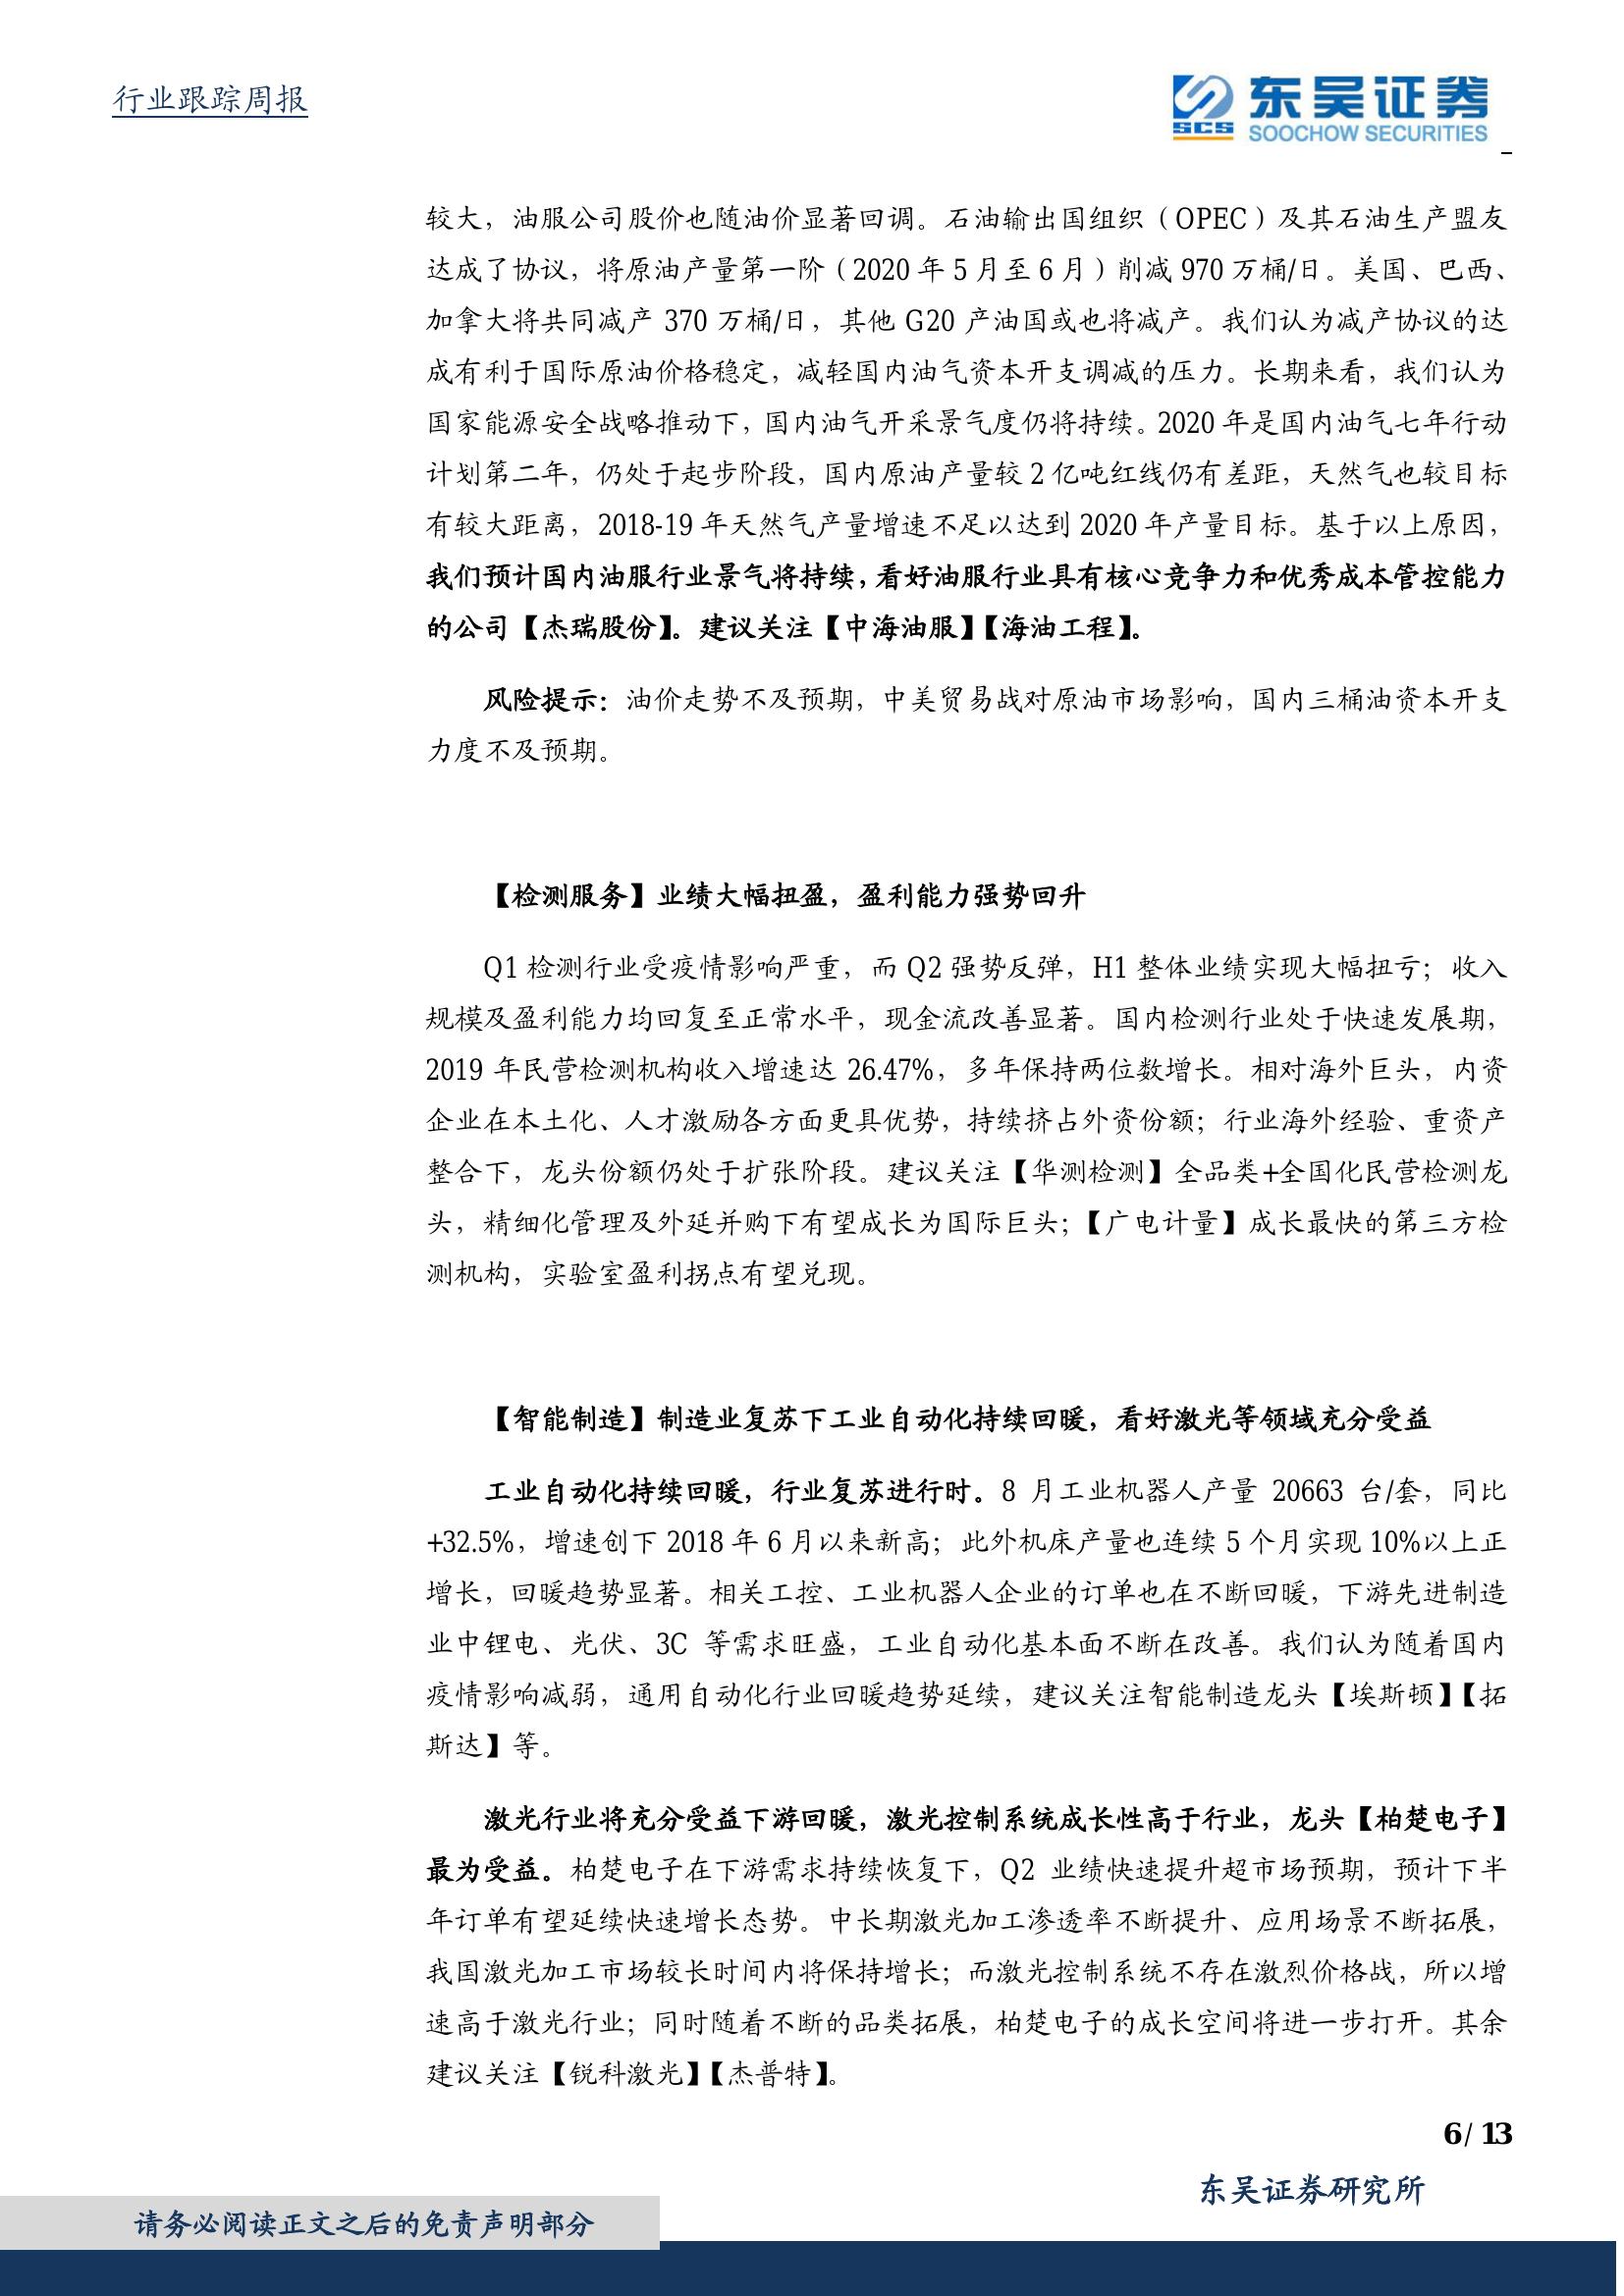 行业跟踪周报
SCS
东吴证券
SOOCHOW SECURITIES
较大，油服公司股价也随油价显著回调。石油输出国组织（OPEC）及其石油生产盟友
达成了协议，将原油产量第一阶（2020 年 5 月至 6 月）削减 970 万桶/日。美国、巴西、
加拿大将共同减产 370 万桶/日，其他 G20 产油国或也将减产。我们认为减产协议的达
成有利于国际原油价格稳定，减轻国内油气资本开支调减的压力。长期来看，我们认为
国家能源安全战略推动下，国内油气开采景气度仍将持续。2020 年是国内油气七年行动
计划第二年，仍处于起步阶段，国内原油产量较 2 亿吨红线仍有差距，天然气也较目标
有较大距离，2018-19 年天然气产量增速不足以达到 2020 年产量目标。基于以上原因，
我们预计国内油服行业景气将持续，看好油服行业具有核心竞争力和优秀成本管控能力
的公司【杰瑞股份】。建议关注【中海油服】【海油工程】。
风险提示：油价走势不及预期，中美贸易战对原油市场影响，国内三桶油资本开支
力度不及预期。
【检测服务】业绩大幅扭盈，盈利能力强势回升
Q1 检测行业受疫情影响严重，而 Q2 强势反弹，H1 整体业绩实现大幅扭亏；收入
规模及盈利能力均回复至正常水平，现金流改善显著。国内检测行业处于快速发展期，
2019 年民营检测机构收入增速达 26.47%，多年保持两位数增长。相对海外巨头，内资
企业在本土化、人才激励各方面更具优势，持续挤占外资份额；行业海外经验、重资产
整合下，龙头份额仍处于扩张阶段。建议关注【华测检测】全品类+全国化民营检测龙
头，精细化管理及外延并购下有望成长为国际巨头；【广电计量】成长最快的第三方检
测机构，实验室盈利拐点有望兑现。
【智能制造】制造业复苏下工业自动化持续回暖，看好激光等领域充分受益
工业自动化持续回暖，行业复苏进行时。8 月工业机器人产量 20663 台/套，同比
+32.5%，增速创下 2018 年 6 月以来新高；此外机床产量也连续 5 个月实现 10%以上正
增长，回暖趋势显著。相关工控、工业机器人企业的订单也在不断回暖，下游先进制造
业中锂电、光伏、3C 等需求旺盛，工业自动化基本面不断在改善。我们认为随着国内
疫情影响减弱，通用自动化行业回暖趋势延续，建议关注智能制造龙头【埃斯顿】【拓
斯达】等。
激光行业将充分受益下游回暖，激光控制系统成长性高于行业，龙头【柏楚电子】
最为受益。柏楚电子在下游需求持续恢复下，Q2 业绩快速提升超市场预期，预计下半
年订单有望延续快速增长态势。中长期激光加工渗透率不断提升、应用场景不断拓展，
我国激光加工市场较长时间内将保持增长；而激光控制系统不存在激烈价格战，所以增
速高于激光行业；同时随着不断的品类拓展，柏楚电子的成长空间将进一步打开。其余
建议关注【锐科激光】【杰普特】。
6 / 13
东吴证券研究所
请务必阅读正文之后的免责声明部分